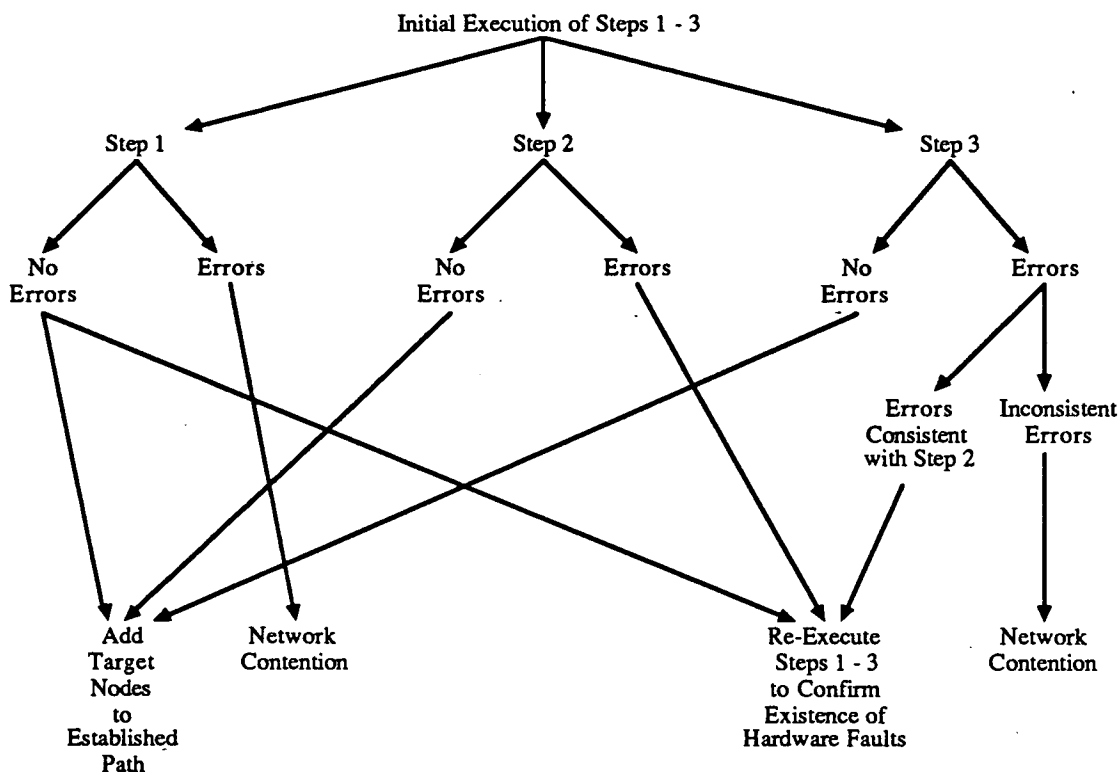 Initial Execution of Steps 1 - 3
Step 1
Step 2
Step 3
No
Errors
Errors
No
Errors
Errors
No
Errors
Errors
Errors
Consistent
with Step 2
Inconsistent
Errors
Add
Target
Nodes
to
Established
Path
Network
Contention
Re-Execute
Steps 1 - 3
to Confirm
Existence of
Hardware Faults
Network
Contention